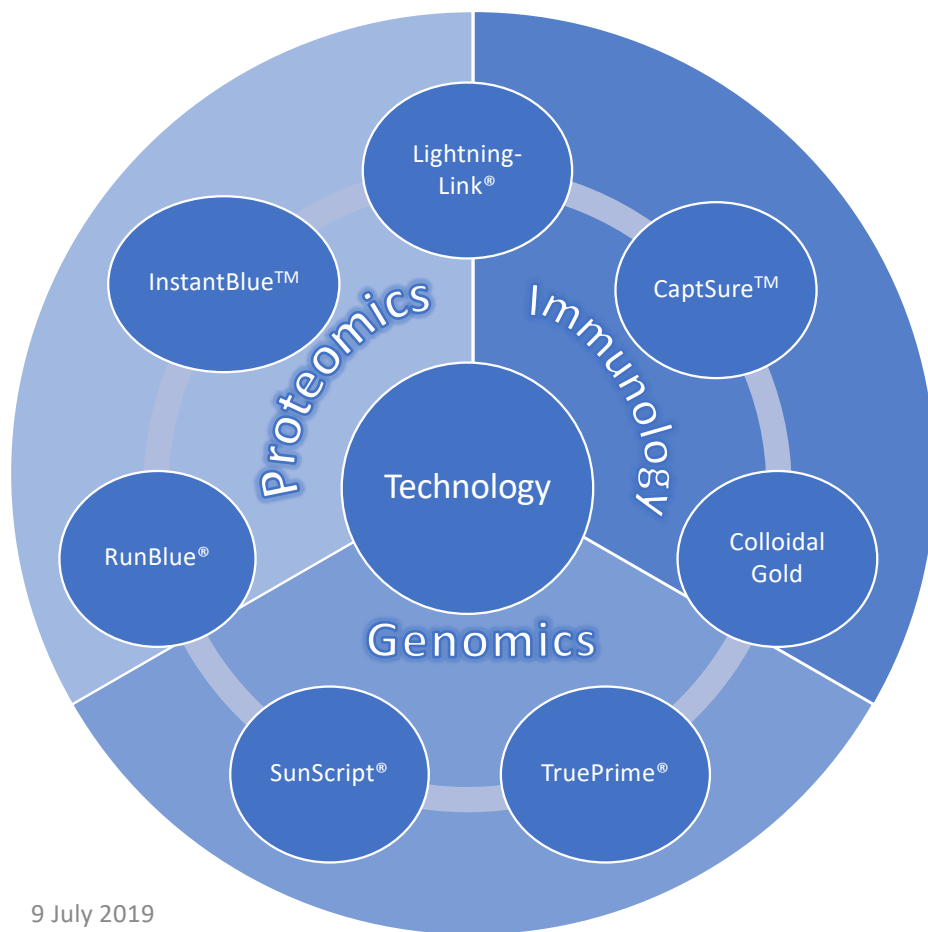 Lightning-
Link®
InstantBlue™
CaptSure™
Proteomics
Immunology
Technology
RunBlue®
Colloidal
Gold
Genomics
SunScript®
TruePrime®
9 July 2019